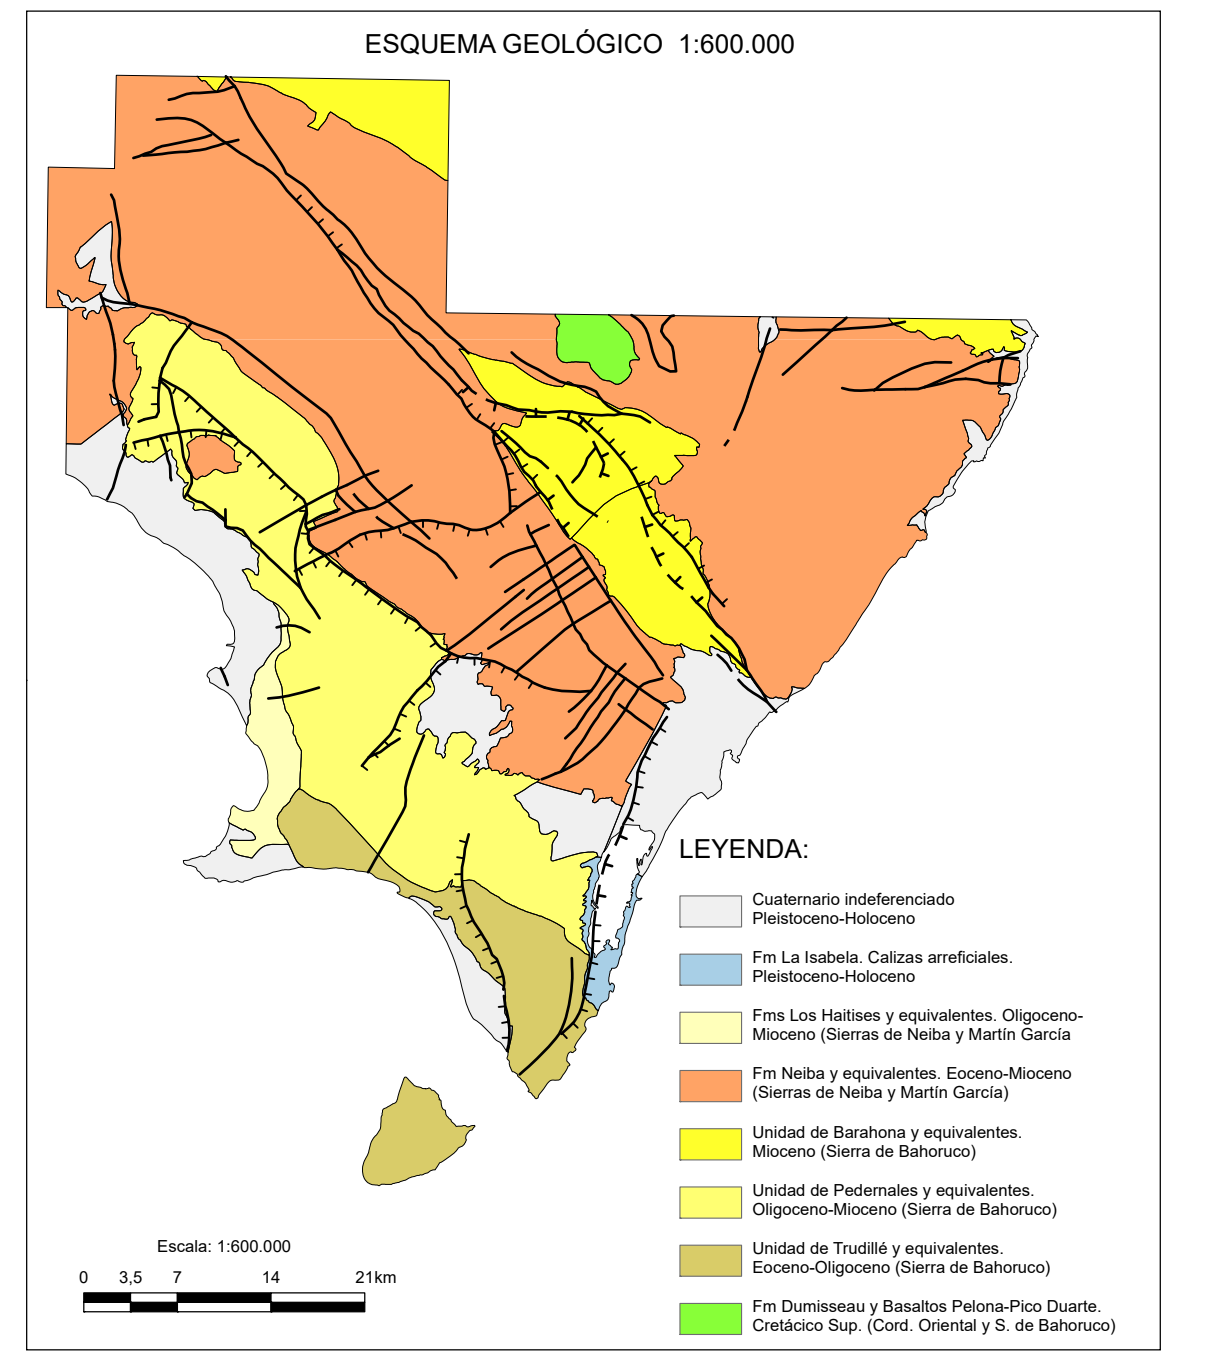 ESQUEMA GEOLÓGICO 1:600.000
LEYENDA:
Cuaternario indeferenciado
Pleistoceno-Holoceno
Fm La Isabela. Calizas arreficiales.
Pleistoceno-Holoceno
Fms Los Haitises y equivalentes. Oligoceno-
Mioceno (Sierras de Neiba y Martín García
Fm Neiba y equivalentes. Eoceno-Mioceno
(Sierras de Neiba y Martín García)
Unidad de Barahona y equivalentes.
Mioceno (Sierra de Bahoruco)
Unidad de Pedernales y equivalentes.
Oligoceno-Mioceno (Sierra de Bahoruco)
Unidad de Trudillé y equivalentes.
Eoceno-Oligoceno (Sierra de Bahoruco)
Fm Dumisseau y Basaltos Pelona-Pico Duarte.
Cretácico Sup. (Cord. Oriental y S. de Bahoruco)
Escala: 1:600.000
0 3,5 7 14 21km